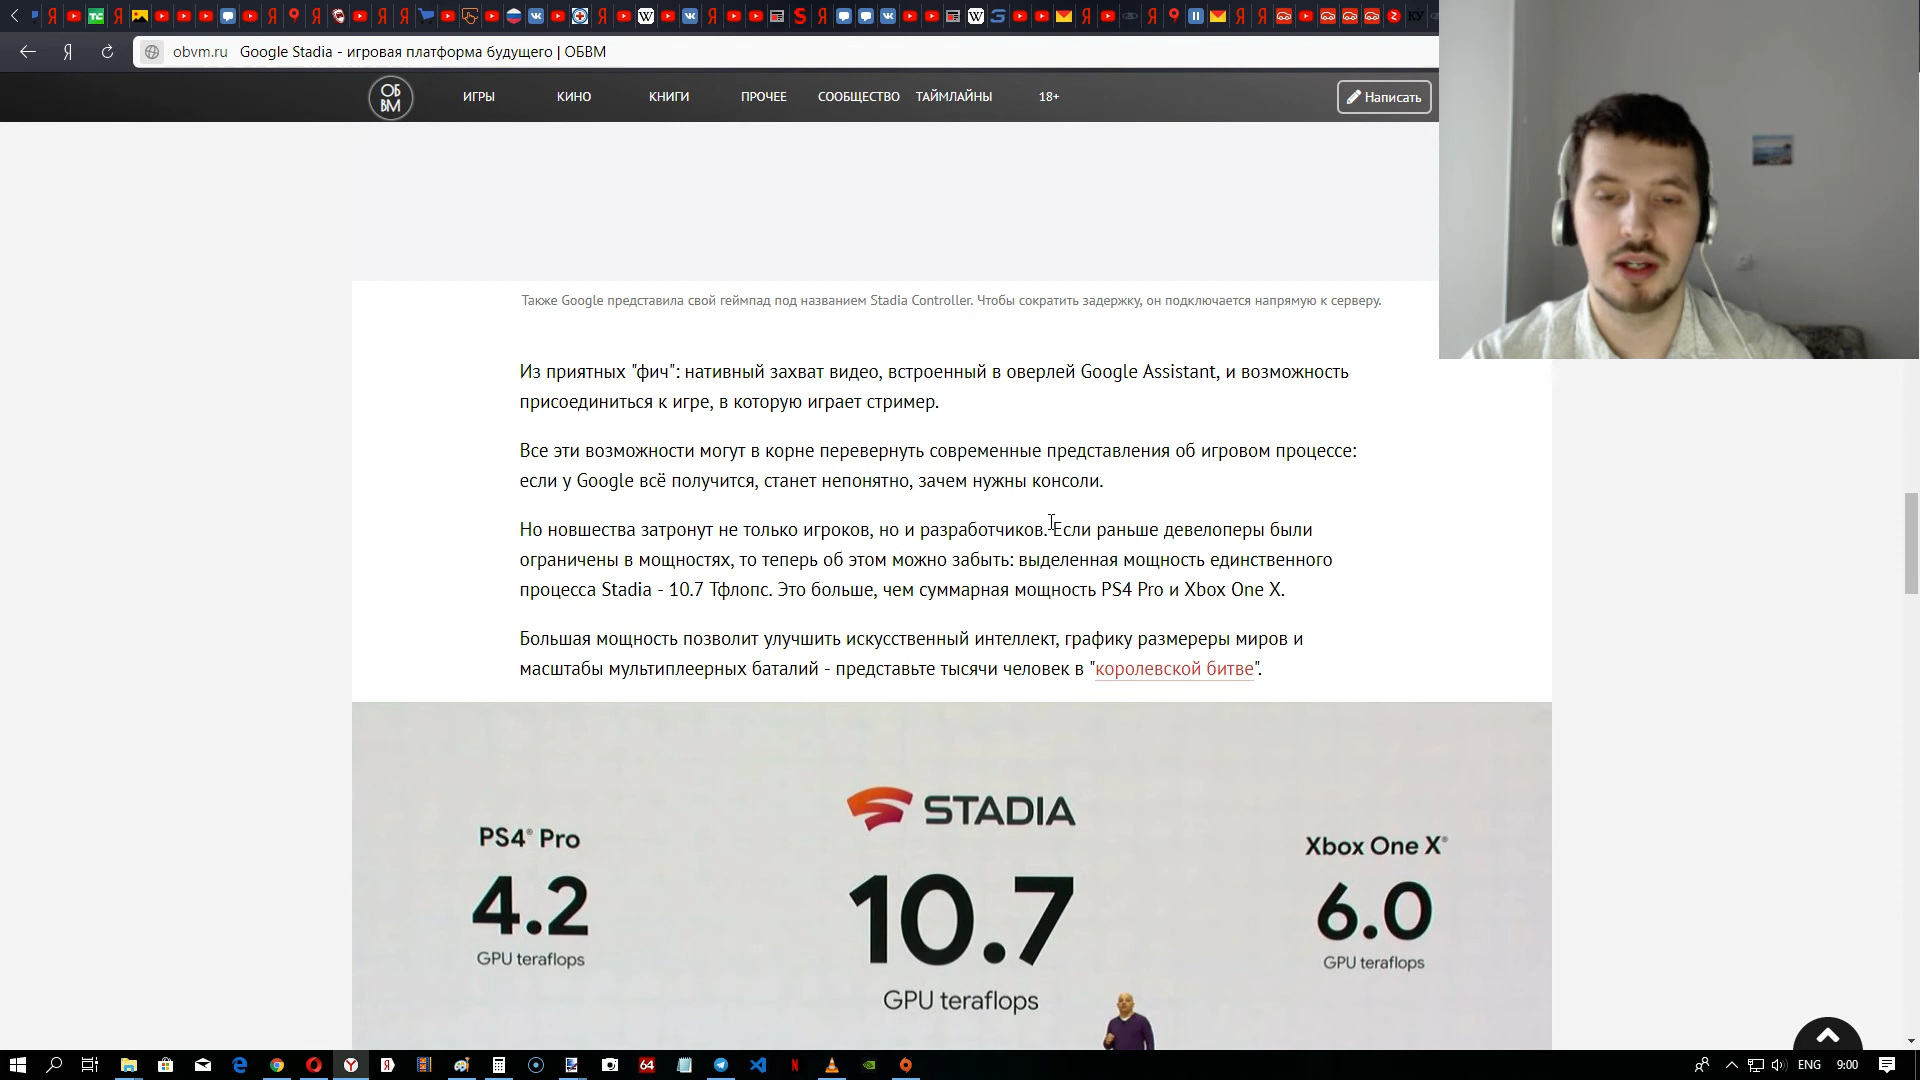 obvm.ru Google Stadia - игровая платформа будущего | ОБВМ
ОБ
ВМ
ИГРЫ КИНО КНИГИ ПРОЧЕЕ СООБЩЕСТВО ТАЙМЛАЙНЫ 18+
Написать
Также Google представила свой геймпад под названием Stadia Controller. Чтобы сократить задержку, он подключается напрямую к серверу.
Из приятных "фич": нативный захват видео, встроенный в оверлей Google Assistant, и возможность
присоединиться к игре, в которую играет стример.
Все эти возможности могут в корне перевернуть современные представления об игровом процессе:
если у Google всё получится, станет непонятно, зачем нужны консоли.
Но новшества затронут не только игроков, но и разработчиков. Если раньше девелоперы были
ограничены в мощностях, то теперь об этом можно забыть: выделенная мощность единственного
процесса Stadia - 10.7 Тфлопс. Это больше, чем суммарная мощность PS4 Pro и Xbox One X.
Большая мощность позволит улучшить искусственный интеллект, графику размереры миров и
масштабы мультиплеерных баталий - представьте тысячи человек в "королевской битве".
STADIA
PS4® Pro
Xbox One X®
4.2
10.7
6.0
GPU teraflops
GPU teraflops
GPU teraflops
64
ENG 9:00